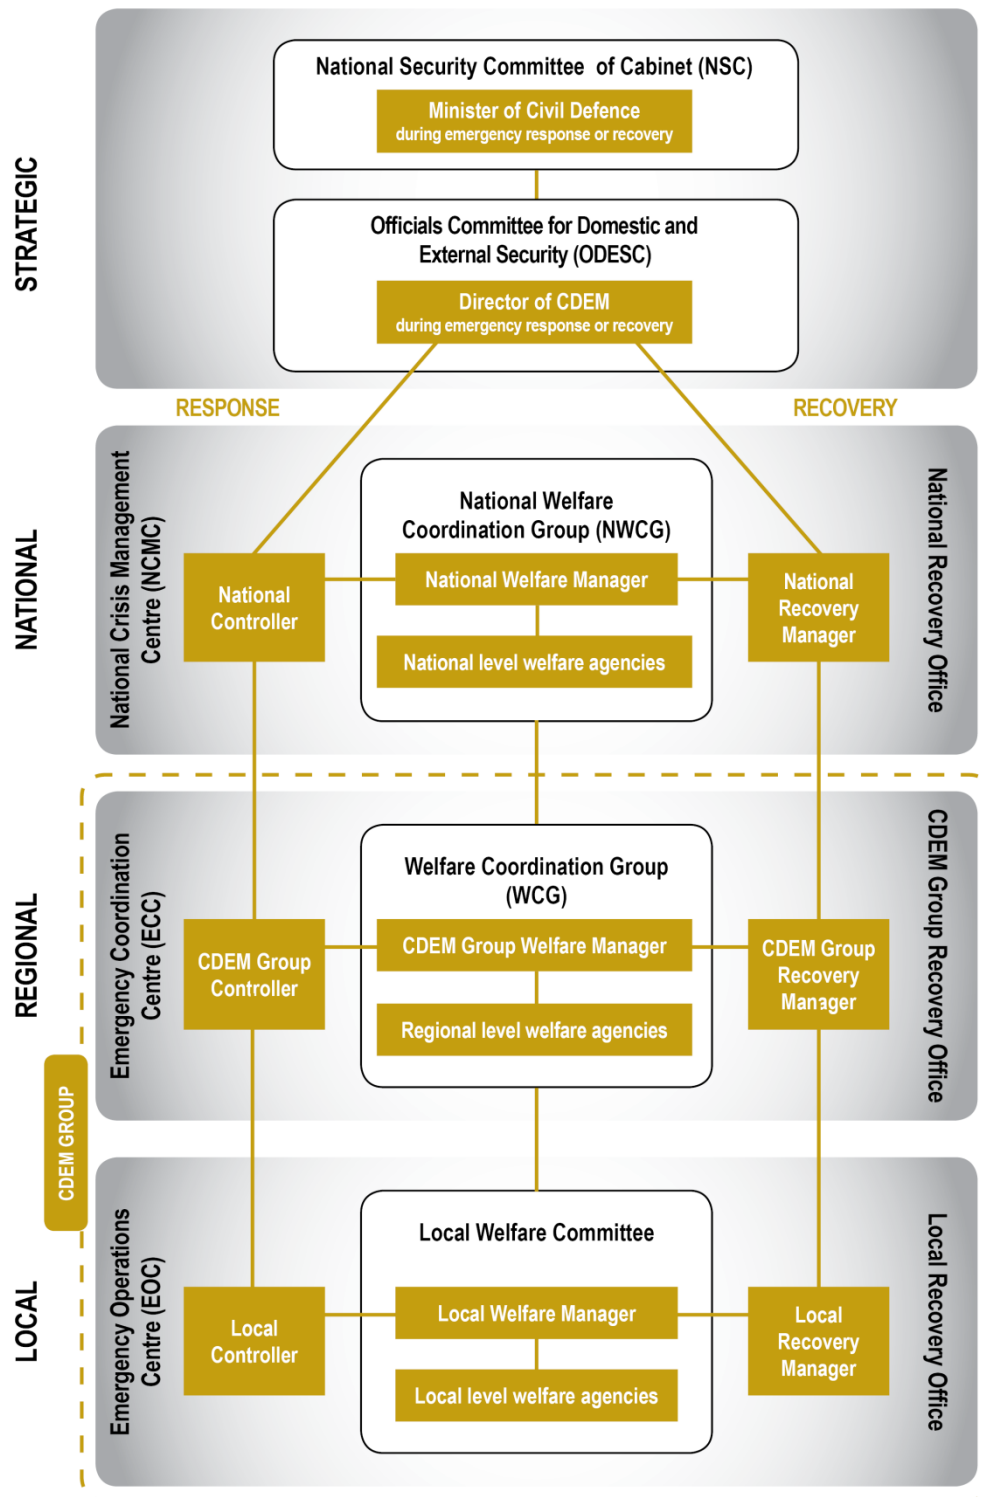 STRATEGIC
National Security Committee of Cabinet (NSC)
Minister of Civil Defence
during emergency response or recovery
Officials Committee for Domestic and
External Security (ODESC)
Director of CDEM
during emergency response or recovery
RESPONSE
RECOVERY
NATIONAL
National Crisis Management
Centre (NCMC)
National Welfare
Coordination Group (NWCG)
National Welfare Manager
National level welfare agencies
National
Controller
National
Recovery
Manager
National Recovery Office
REGIONAL
Emergency Coordination
Centre (ECC)
Welfare Coordination Group
(WCG)
CDEM Group Welfare Manager
Regional level welfare agencies
CDEM Group
Controller
CDEM Group
Recovery
Manager
CDEM Group Recovery Office
CDEM GROUP
LOCAL
Emergency Operations
Centre (EOC)
Local Welfare Committee
Local Welfare Manager
Local level welfare agencies
Local
Controller
Local
Recovery
Manager
Local Recovery Office